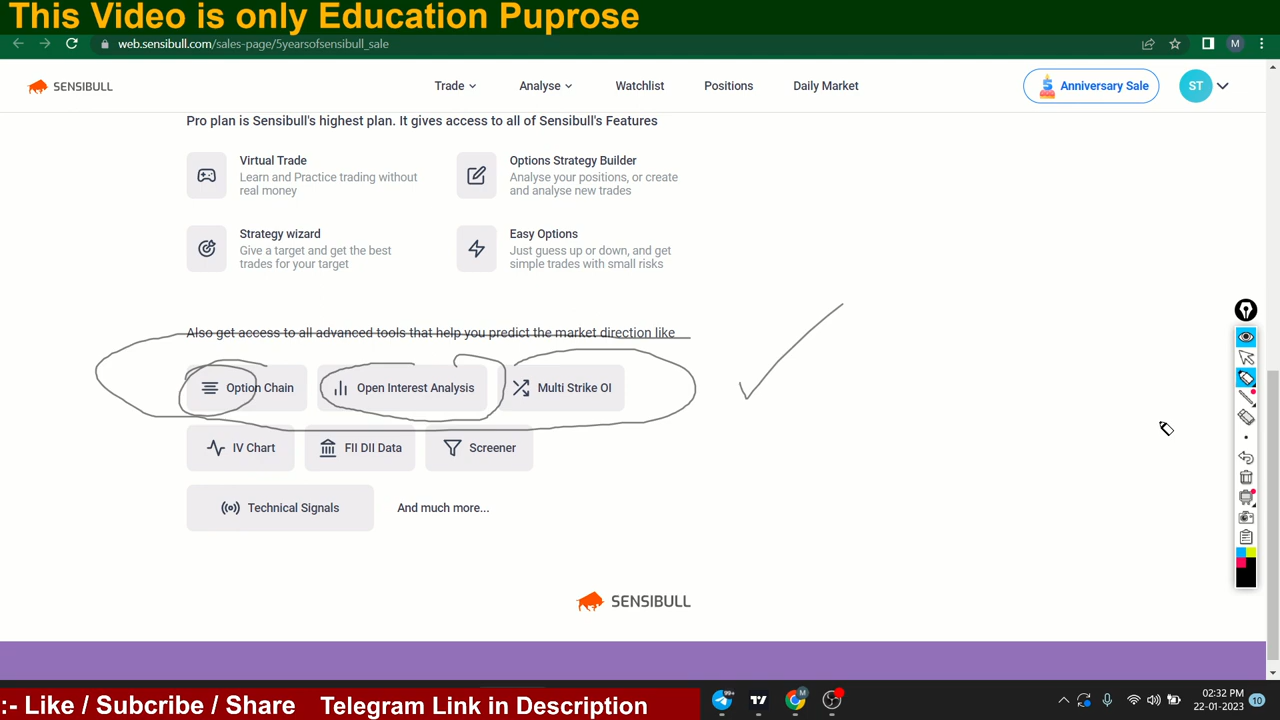 This Video is only Education Puprose
web.sensibull.com/sales-page/5yearsofsensibull_sale
M
SENSIBULL
Trade
Analyse
Watchlist
Positions
Daily Market
5
Anniversary Sale
ST
Pro plan is Sensibull's highest plan. It gives access to all of Sensibull's Features
Virtual Trade
Learn and Practice trading without
real money
Options Strategy Builder
Analyse your positions, or create
and analyse new trades
Strategy wizard
Give a target and get the best
trades for your target
Easy Options
Just guess up or down, and get
simple trades with small risks
Also get access to all advanced tools that help you predict the market direction like
Option Chain
Open Interest Analysis
Multi Strike OI
IV Chart
FII DII Data
Screener
Technical Signals
And much more...
SENSIBULL
:- Like / Subcribe / Share Telegram Link in Description
99+
M
02:32 PM
22-01-2023
10